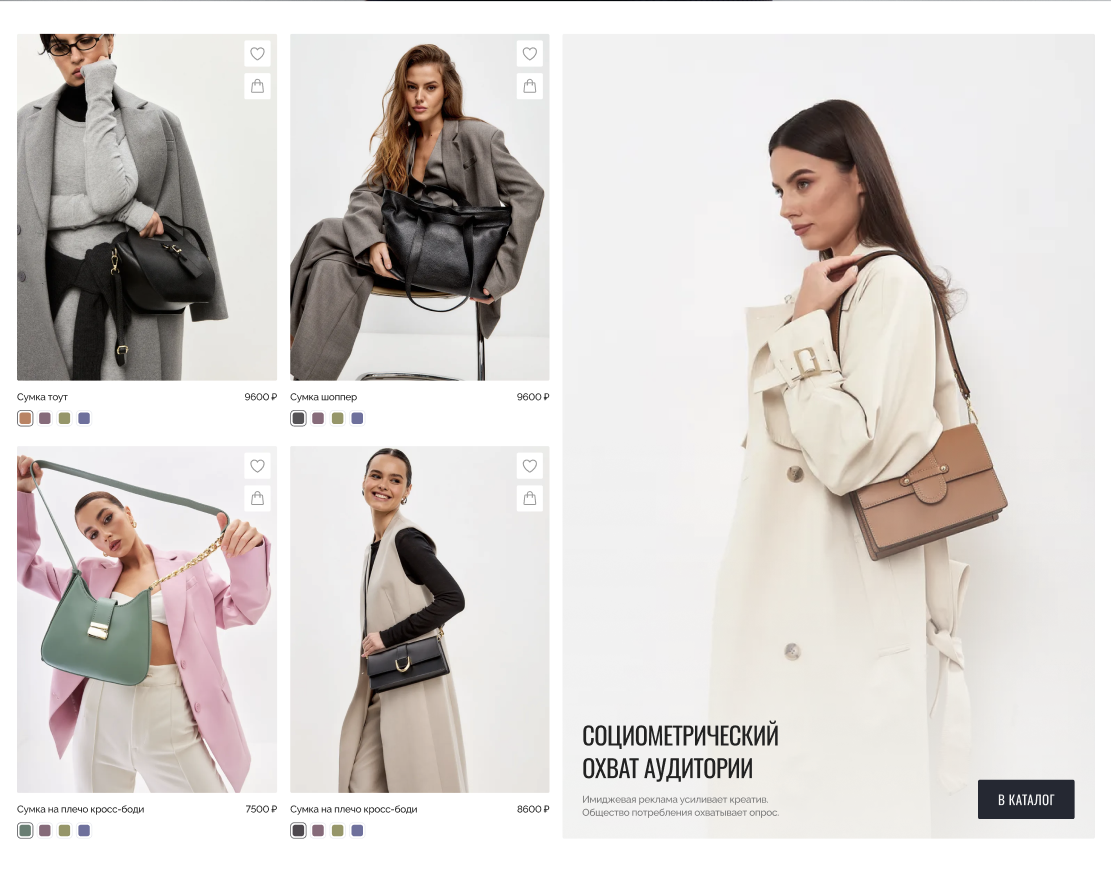 Сумка тоут
9600 ₽
Сумка шоппер
9600 ₽
Сумка на плечо кросс-боди
7500 ₽
Сумка на плечо кросс-боди
8600 ₽
СОЦИОМЕТРИЧЕСКИЙ
ОХВАТ АУДИТОРИИ
Имиджевая реклама усиливает креатив.
Общество потребления охватывает опрос.
В КАТАЛОГ